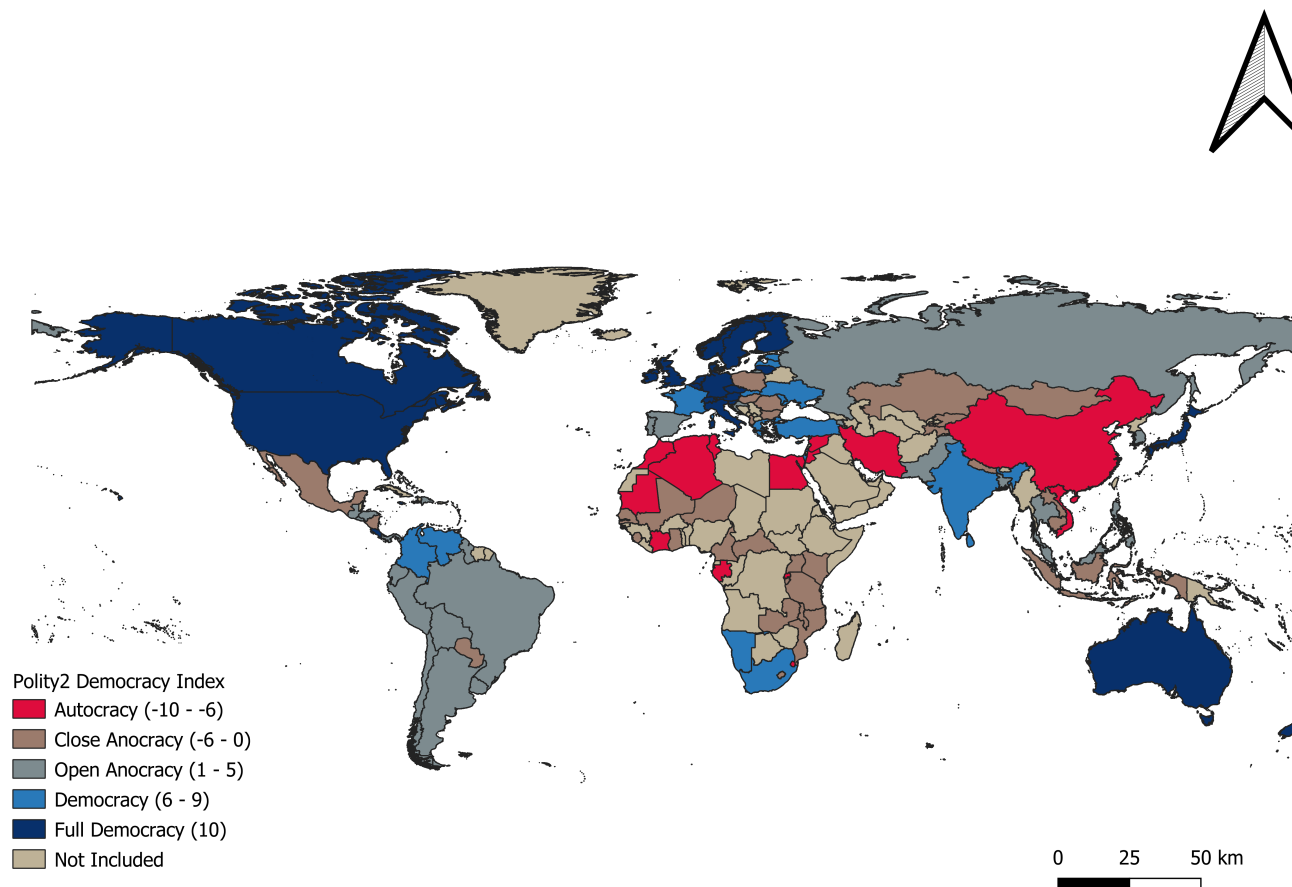 Polity2 Democracy Index
Autocracy (-10 - -6)
Close Anocracy (-6 - 0)
Open Anocracy (1 - 5)
Democracy (6 - 9)
Full Democracy (10)
Not Included
0 25 50 km